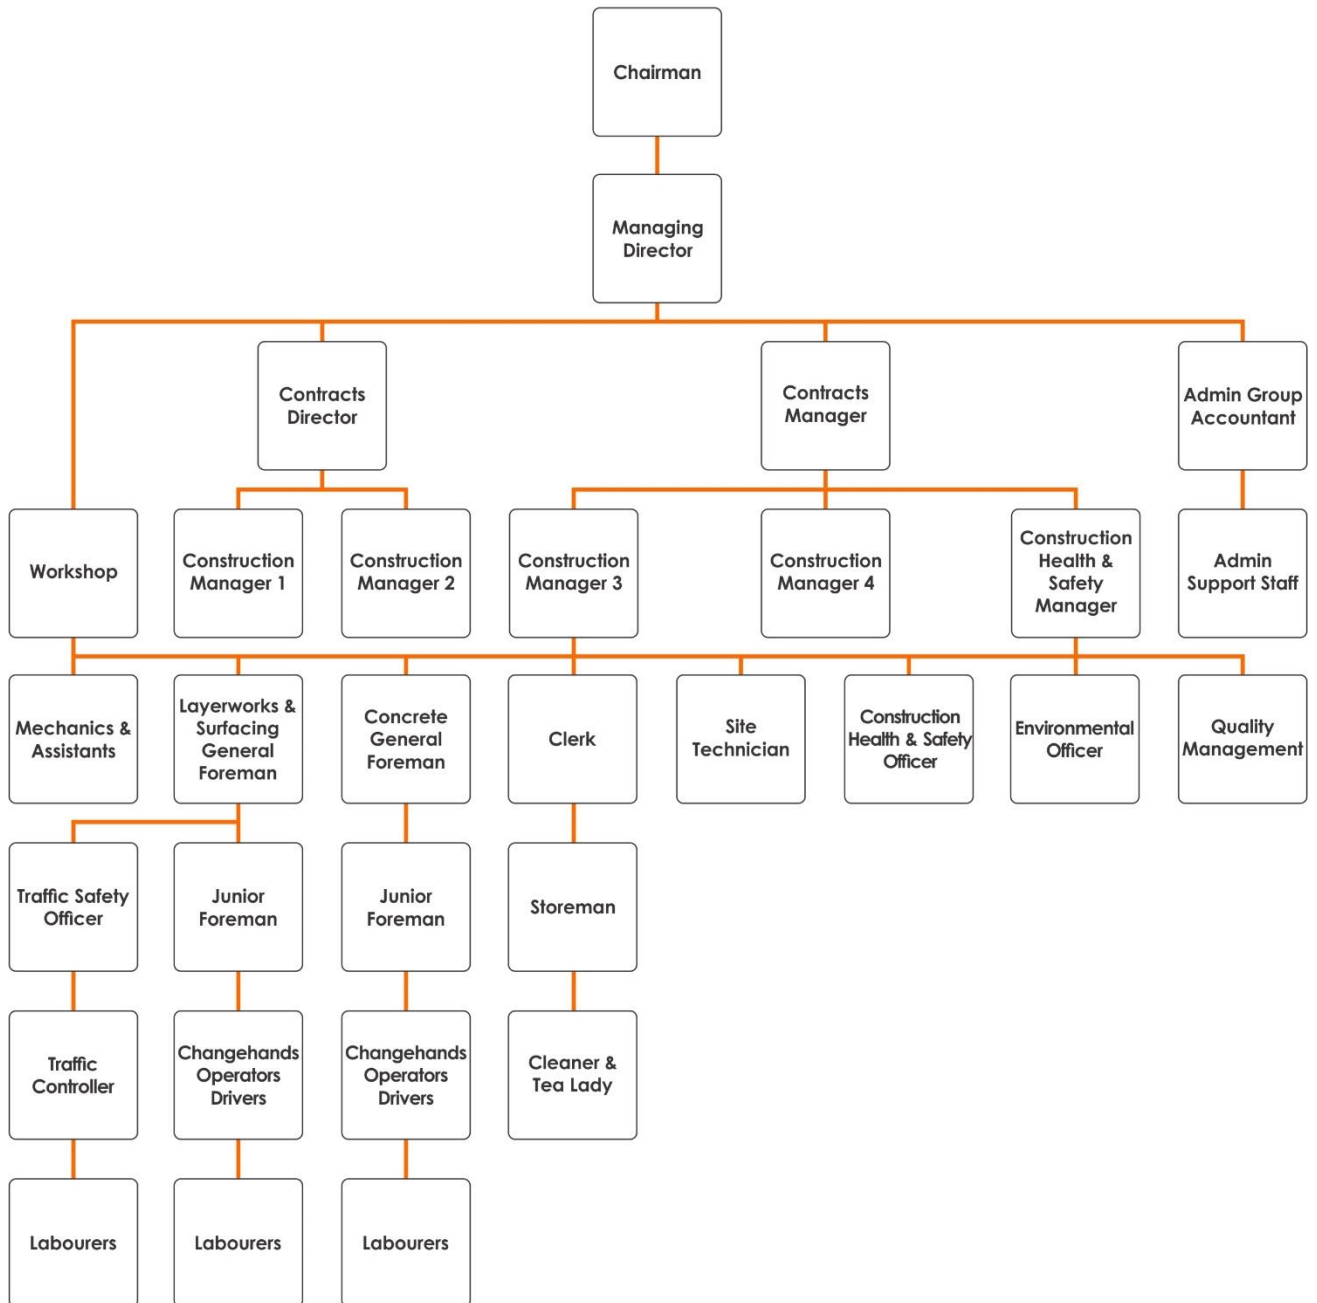 Chairman
Managing
Director
Contracts
Director
Contracts
Manager
Admin Group
Accountant
Workshop
Construction
Manager 1
Construction
Manager 2
Construction
Manager 3
Construction
Manager 4
Construction
Health &
Safety
Manager
Admin
Support Staff
Mechanics &
Assistants
Layerworks &
Surfacing
General
Foreman
Concrete
General
Foreman
Clerk
Site
Technician
Construction
Health & Safety
Officer
Environmental
Officer
Quality
Management
Traffic Safety
Officer
Junior
Foreman
Junior
Foreman
Storeman
Traffic
Controller
Changehands
Operators
Drivers
Changehands
Operators
Drivers
Cleaner &
Tea Lady
Labourers
Labourers
Labourers